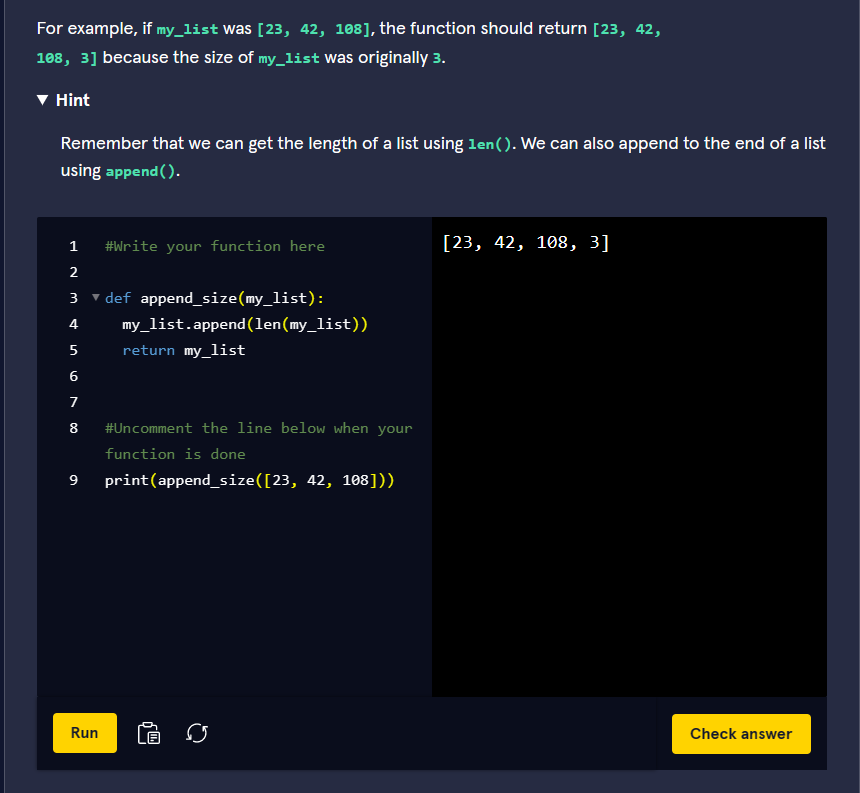 For example, if my_list was [23, 42, 108], the function should return [23, 42,
108, 3] because the size of my_list was originally 3.
▼ Hint
Remember that we can get the length of a list using len(). We can also append to the end of a list
using append().
1 #Write your function here
2
3 ▼ def append_size(my_list):
4 my_list.append(len(my_list))
5 return my_list
6
7
8 #Uncomment the line below when your
function is done
9 print(append_size([23, 42, 108]))
[23, 42, 108, 3]
Run
Check answer